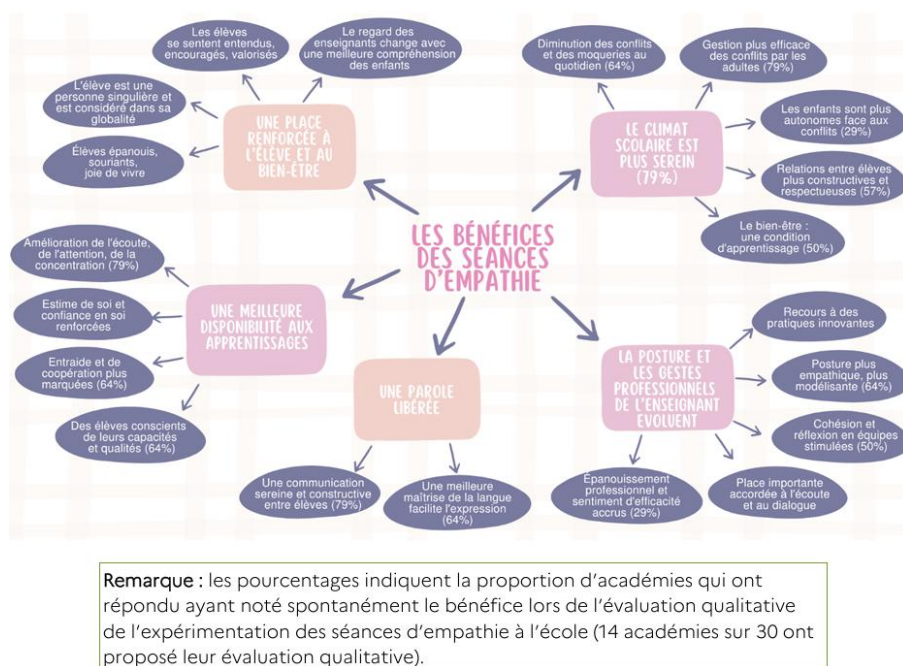 Les élèves
se sentent entendus,
encouragés, valorisés
Le regard des
enseignants change avec
une meilleure compréhension
des enfants
L'élève est une
personne singulière et
est considéré dans sa
globalité
Élèves épanouis,
souriants,
joie de vivre
UNE PLACE
RENFORCÉE À
L'ÉLÈVE ET AU
BIEN-ÊTRE
Diminution des conflits
et des moqueries au
quotidien (64%)
Gestion plus efficace
des conflits par les
adultes (79%)
LE CLIMAT
SCOLAIRE EST
PLUS SEREIN
(79%)
Les enfants sont plus
autonomes face aux
conflits (29%)
Relations entre élèves
plus constructives et
respectueuses (57%)
Le bien-être :
une condition
d'apprentissage (50%)
LES BÉNÉFICES
DES SÉANCES
D'EMPATHIE
Amélioration de l'écoute,
de l'attention, de la
concentration (79%)
Estime de soi et
confiance en soi
renforcées
Entraide et de
coopération plus
marquées (64%)
Des élèves conscients
de leurs capacités
et qualités (64%)
UNE MEILLEURE
DISPONIBILITÉ AUX
APPRENTISSAGES
UNE PAROLE
LIBÉRÉE
Une communication
sereine et constructive
entre élèves (79%)
Une meilleure
maîtrise de la langue
facilite l'expression
(64%)
LA POSTURE ET
LES GESTES
PROFESSIONNELS
DE L'ENSEIGNANT
ÉVOLUENT
Recours à des
pratiques innovantes
Posture plus
empathique, plus
modélisante (64%)
Cohésion et
réflexion en équipes
stimulées (50%)
Place importante
accordée à l'écoute
et au dialogue
Épanouissement
professionnel et
sentiment d'efficacité
accrus (29%)
Remarque : les pourcentages indiquent la proportion d'académies qui ont
répondu ayant noté spontanément le bénéfice lors de l'évaluation qualitative
de l'expérimentation des séances d'empathie à l'école (14 académies sur 30 ont
proposé leur évaluation qualitative).